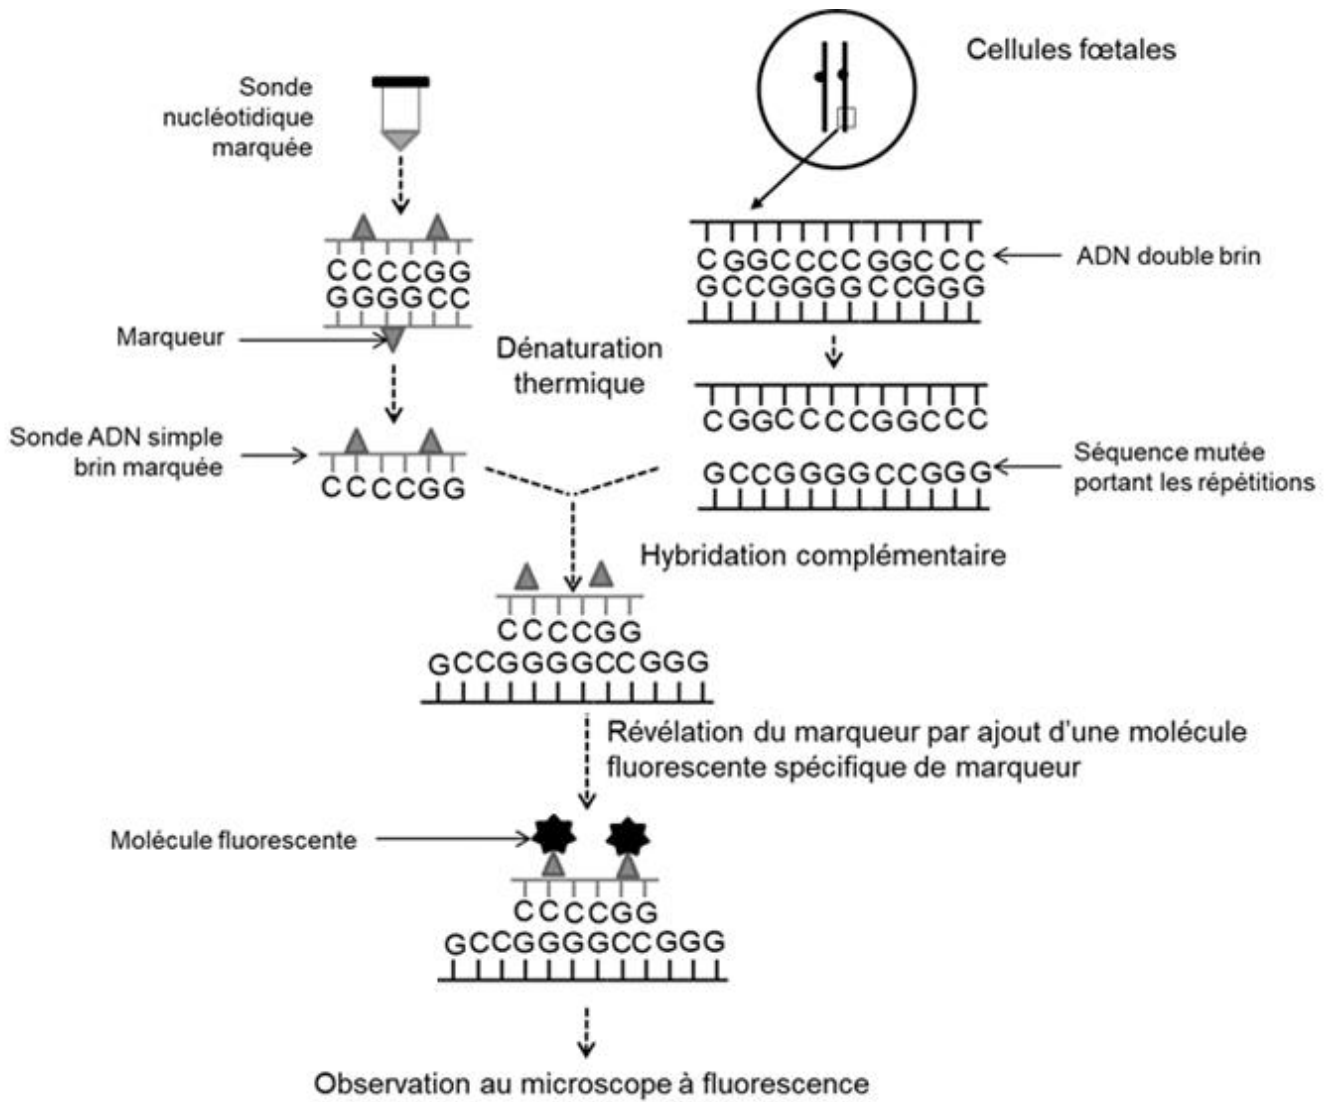 Cellules fœtales
Sonde
nucléotidique
marquée
CCCCGG
GGGGCC
CGGCCCCGGCCC
GCCGGGGCCGGG
ADN double brin
Marqueur
Dénaturation
thermique
Sonde ADN simple
brin marquée
CCCCGG
CGGCCCCGGCCC
GCCGGGGCCGGG
Séquence mutée
portant les répétitions
Hybridation complémentaire
CCCCGG
GCCGGGGCCGGG
Révélation du marqueur par ajout d'une molécule
fluorescente spécifique de marqueur
Molécule fluorescente
CCCCGG
GCCGGGGCCGGG
Observation au microscope à fluorescence